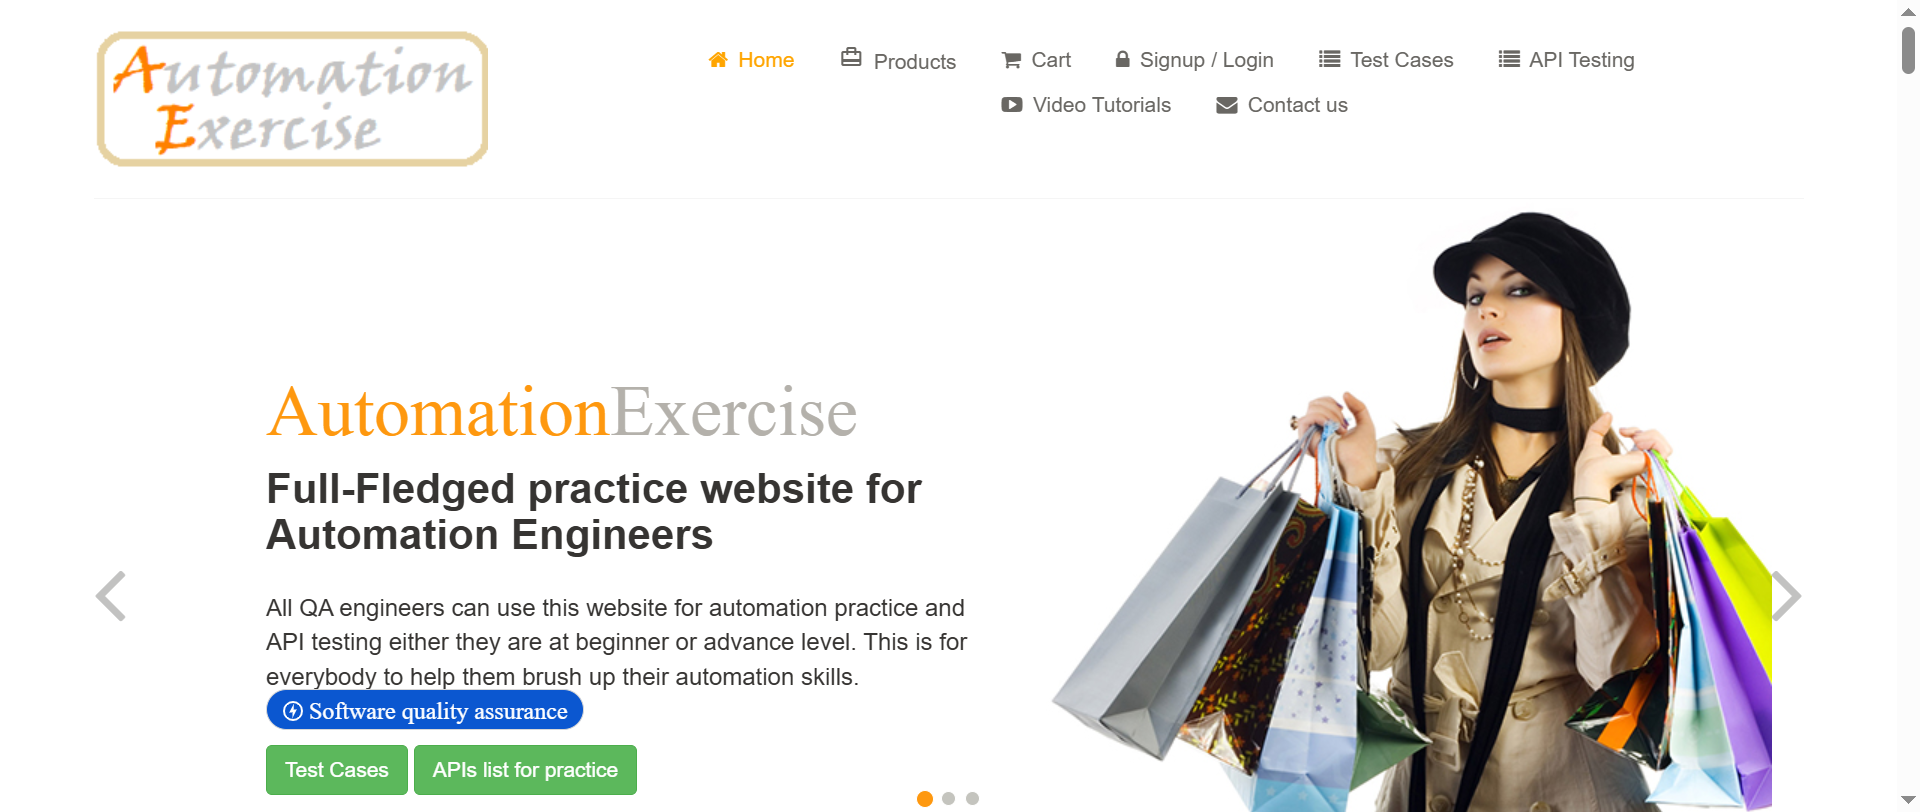 Automation
Exercise
Home
Products
Cart
Signup / Login
Test Cases
API Testing
Video Tutorials
Contact us
AutomationExercise
Full-Fledged practice website for
Automation Engineers
All QA engineers can use this website for automation practice and
API testing either they are at beginner or advance level. This is for
everybody to help them brush up their automation skills.
Software quality assurance
Test Cases
APIs list for practice